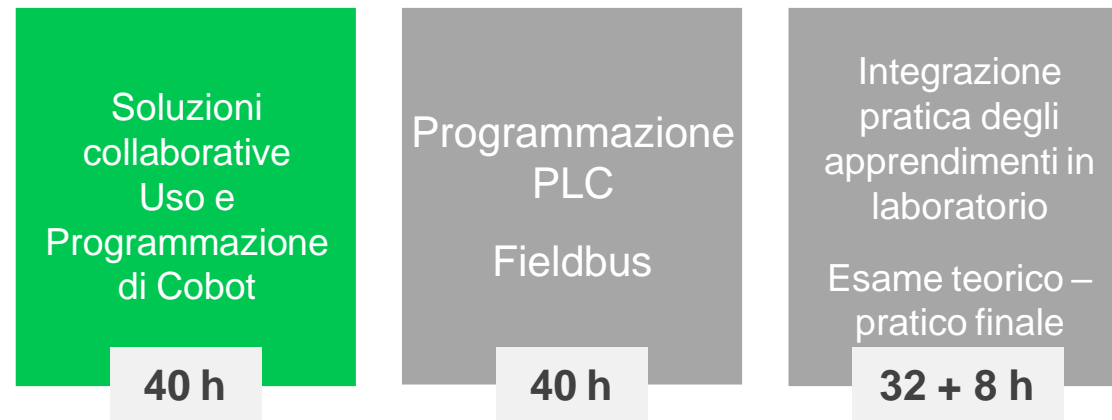 Soluzioni
collaborative
Uso e
Programmazione
di Cobot
40 h
Programmazione
PLC
Fieldbus
40 h
Integrazione
pratica degli
apprendimenti in
laboratorio
Esame teorico –
pratico finale
32 + 8 h